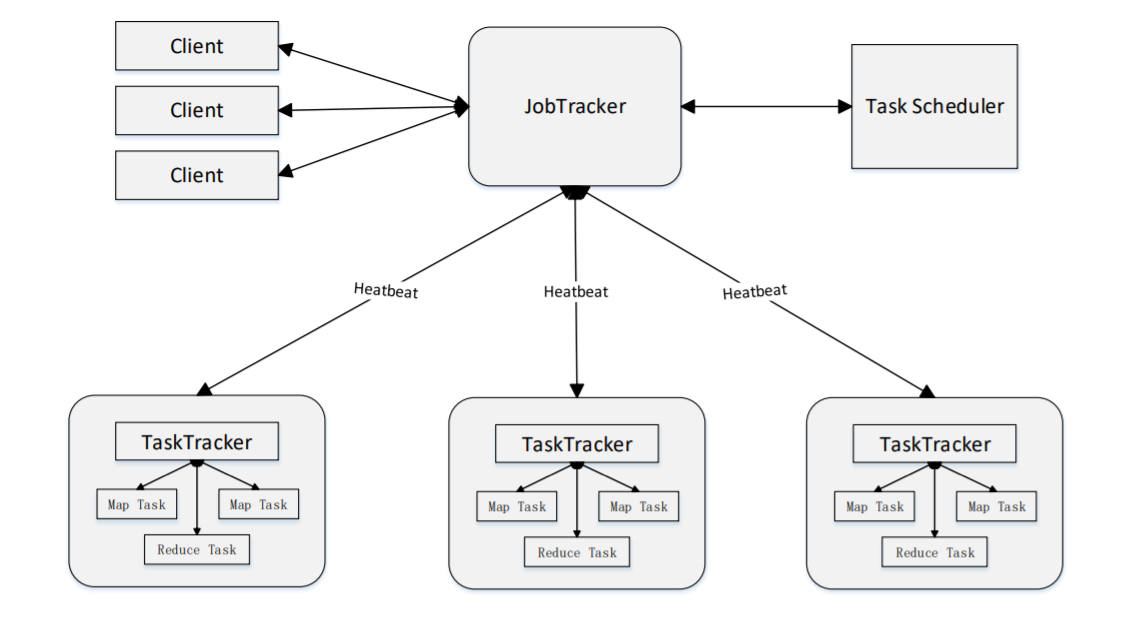 Client
Client
Client
JobTracker
Task Scheduler
Heatbeat
Heatbeat
Heatbeat
TaskTracker
Map Task
Map Task
Reduce Task
TaskTracker
Map Task
Map Task
Reduce Task
TaskTracker
Map Task
Map Task
Reduce Task